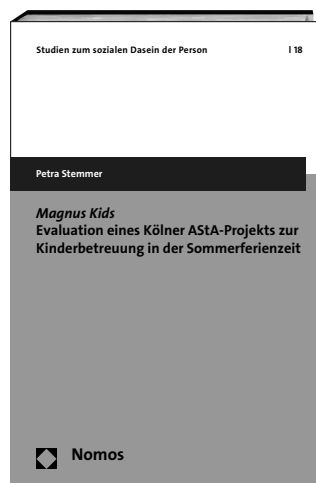 Studien zum sozialen Dasein der Person | 18
Petra Stemmer
Magnus Kids
Evaluation eines Kölner AStA-Projekts zur
Kinderbetreuung in der Sommerferienzeit
Nomos